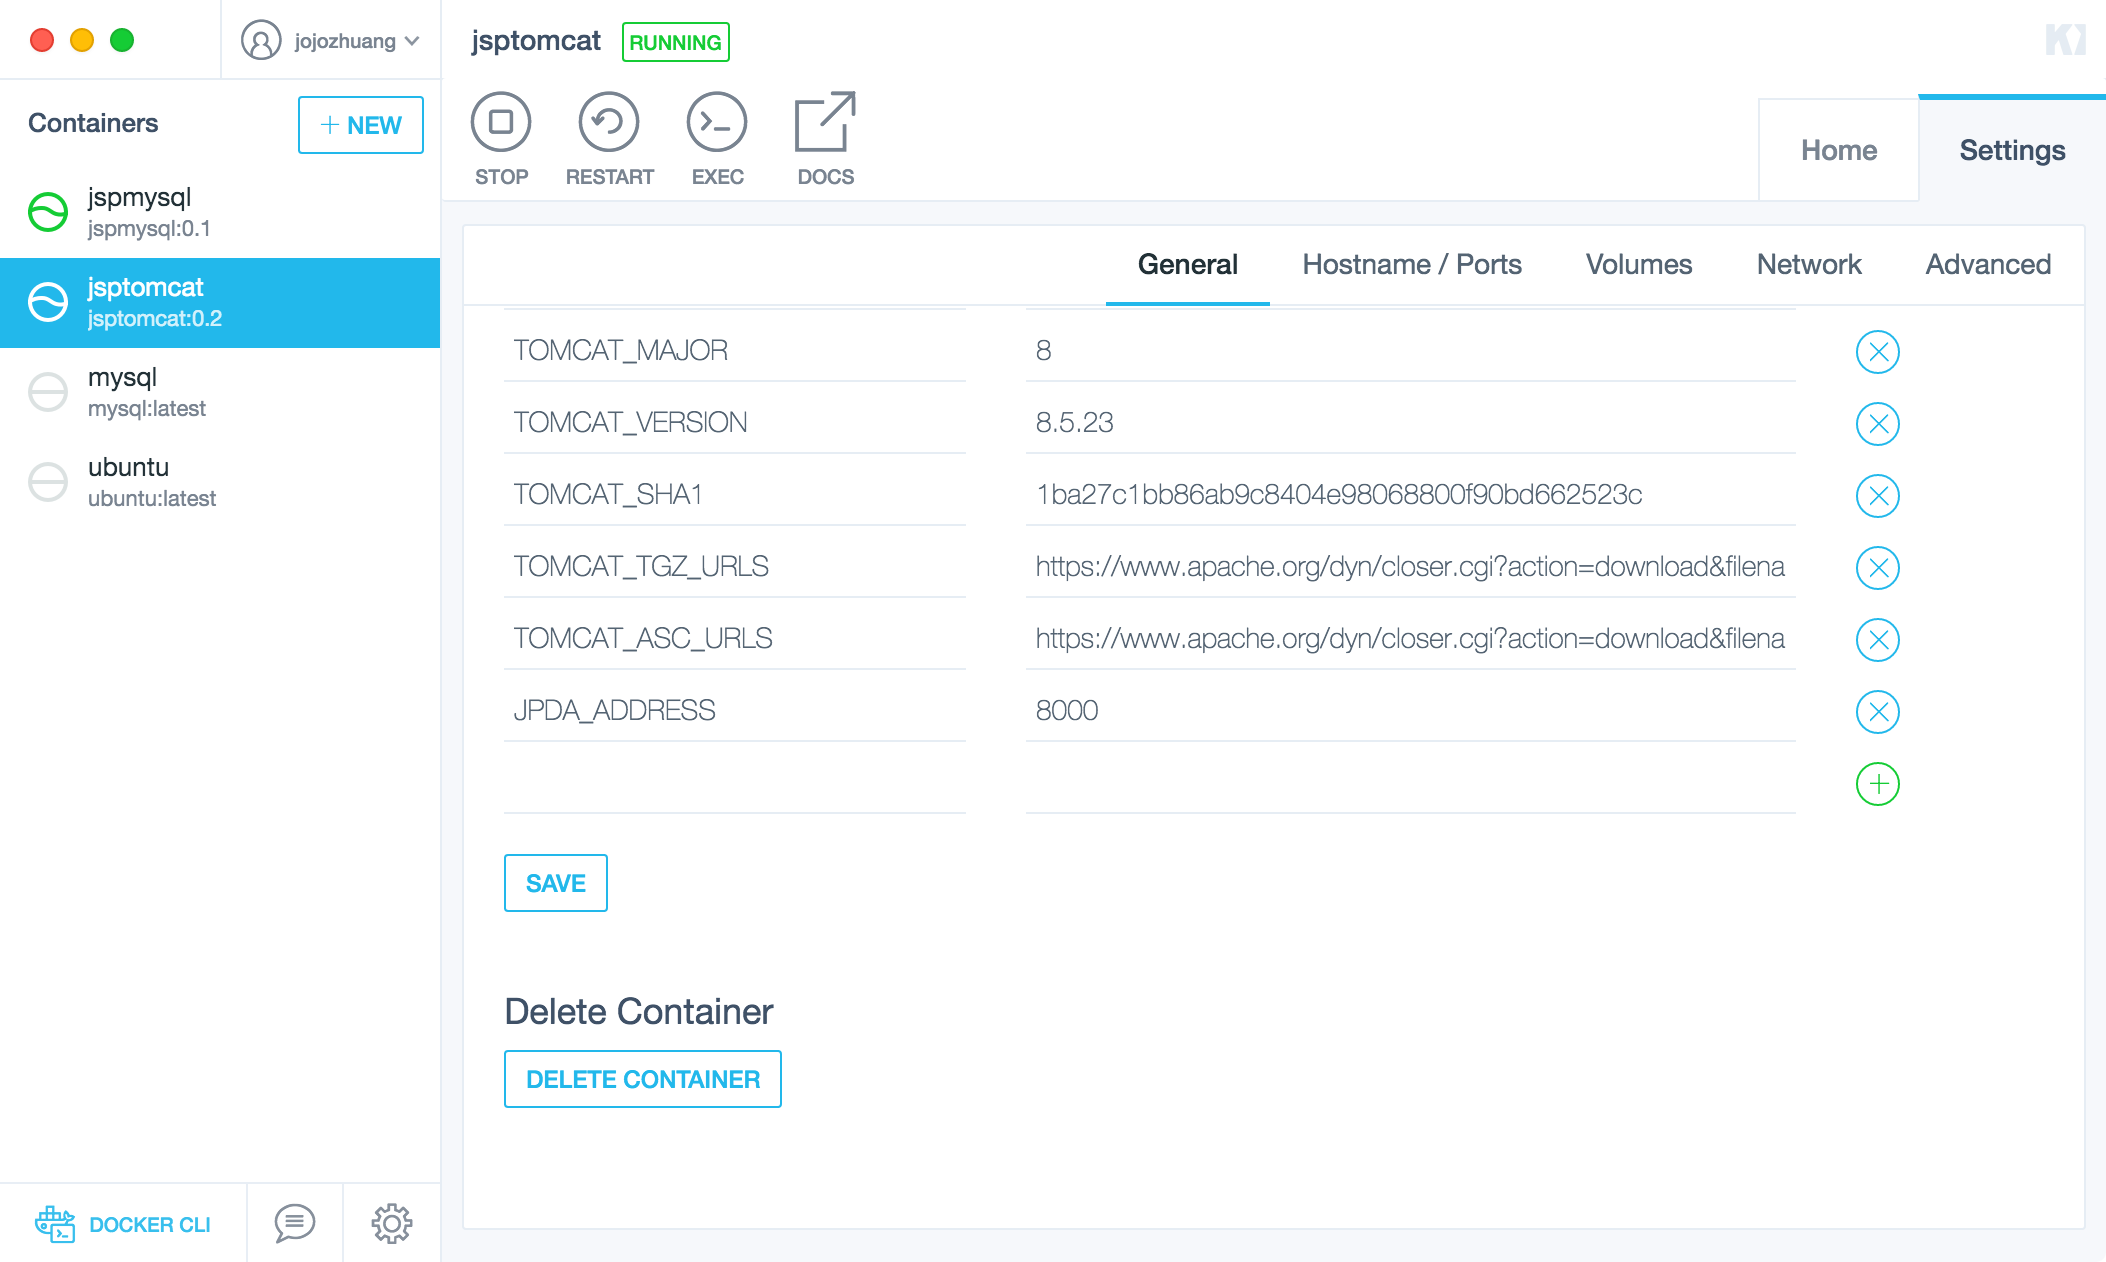 jojozhuang
jsptomcat RUNNING
Containers
+ NEW
STOP RESTART EXEC DOCS
Home Settings
jspmysql
jspmysql:0.1
jsptomcat
jsptomcat:0.2
mysql
mysql:latest
ubuntu
ubuntu:latest
General Hostname / Ports Volumes Network Advanced
TOMCAT_MAJOR 8
TOMCAT_VERSION 8.5.23
TOMCAT_SHA1 1ba27c1bb86ab9c8404e98068800f90bd662523c
TOMCAT_TGZ_URLS https://www.apache.org/dyn/closer.cgi?action=download&filena
TOMCAT_ASC_URLS https://www.apache.org/dyn/closer.cgi?action=download&filena
JPDA_ADDRESS 8000
SAVE
Delete Container
DELETE CONTAINER
DOCKER CLI